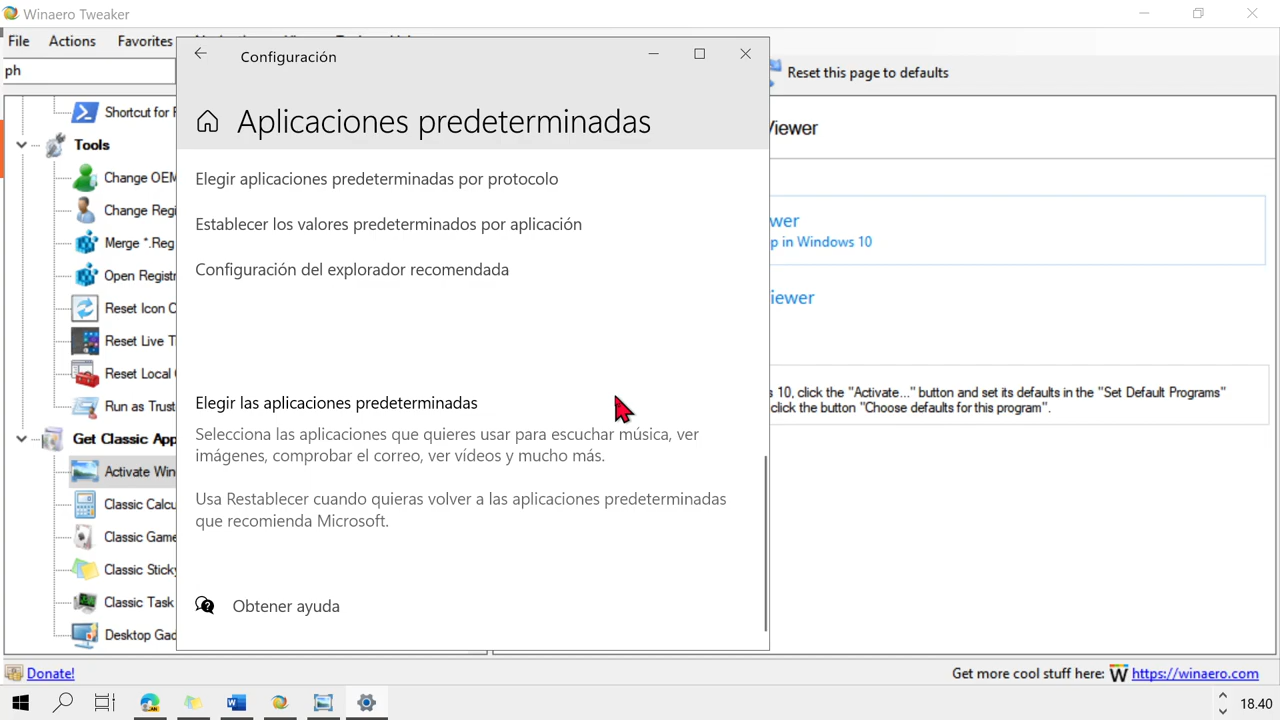 Winaero Tweaker
File Actions Favorites
ph
Reset this page to defaults
Shortcut for
Tools
Change OEM
Change Regi
Merge *.Reg
Open Registr
Reset Icon C
Reset Live T
Reset Local
Run as Trust
Get Classic App
Activate Win
Classic Calcu
Classic Game
Classic Sticky
Classic Task
Desktop Gad
Configuración
Aplicaciones predeterminadas
Elegir aplicaciones predeterminadas por protocolo
Establecer los valores predeterminados por aplicación
Configuración del explorador recomendada
Elegir las aplicaciones predeterminadas
Selecciona las aplicaciones que quieres usar para escuchar música, ver
imágenes, comprobar el correo, ver vídeos y mucho más.
Usa Restablecer cuando quieras volver a las aplicaciones predeterminadas
que recomienda Microsoft.
Obtener ayuda
Viewer
wer
p in Windows 10
iewer
s 10, click the "Activate..." button and set its defaults in the "Set Default Programs"
click the button "Choose defaults for this program".
Donate!
Get more cool stuff here: W https://winaero.com
18.40